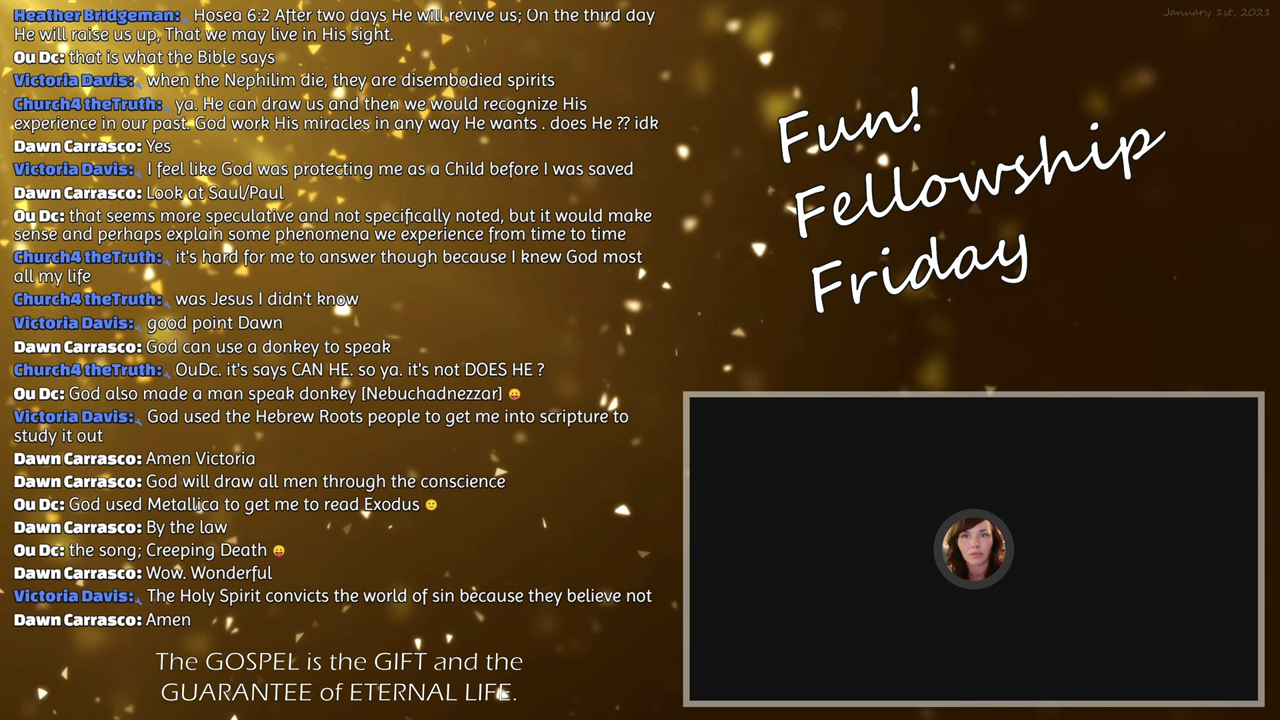 Heather Bridgeman: Hosea 6:2 After two days He will revive us; On the third day
He will raise us up, That we may live in His sight.
Ou Dc: that is what the Bible says
Victoria Davis: when the Nephilim die, they are disembodied spirits
Church4 theTruth: ya. He can draw us and then we would recognize His
experience in our past. God work His miracles in any way He wants . does He ?? idk
Dawn Carrasco: Yes
Victoria Davis: I feel like God was protecting me as a Child before I was saved
Dawn Carrasco: Look at Saul/Paul
Ou Dc: that seems more speculative and not specifically noted, but it would make
sense and perhaps explain some phenomena we experience from time to time
Church4 theTruth: it's hard for me to answer though because I knew God most
all my life
Church4 theTruth: was Jesus I didn't know
Victoria Davis: good point Dawn
Dawn Carrasco: God can use a donkey to speak
Church4 theTruth: OuDc. it's says CAN HE. so ya. it's not DOES HE ?
Ou Dc: God also made a man speak donkey [Nebuchadnezzar] 😛
Victoria Davis: God used the Hebrew Roots people to get me into scripture to
study it out
Dawn Carrasco: Amen Victoria
Dawn Carrasco: God will draw all men through the conscience
Ou Dc: God used Metallica to get me to read Exodus 🙂
Dawn Carrasco: By the law
Ou Dc: the song; Creeping Death 😛
Dawn Carrasco: Wow. Wonderful
Victoria Davis: The Holy Spirit convicts the world of sin because they believe not
Dawn Carrasco: Amen
The GOSPEL is the GIFT and the
GUARANTEE of ETERNAL LIFE.
January 1st, 2021
Fun!
Fellowship
Friday